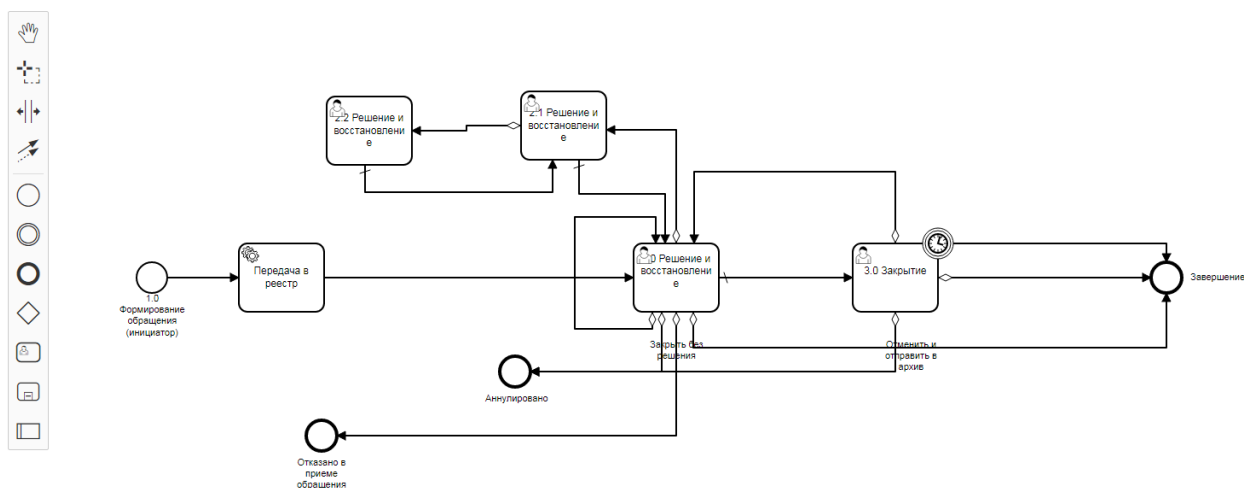 2.2 Решение и
восстановлени
е
2.1 Решение и
восстановлени
е
Передача в
реестр
0 Решение и
восстановлени
е
3.0 Закрытие
Завершение
1.0
Формирование
обращения
(инициатор)
Закрыть без
решения
Отменить и
отправить в
архив
Аннулировано
Отказано в
приеме
обращения